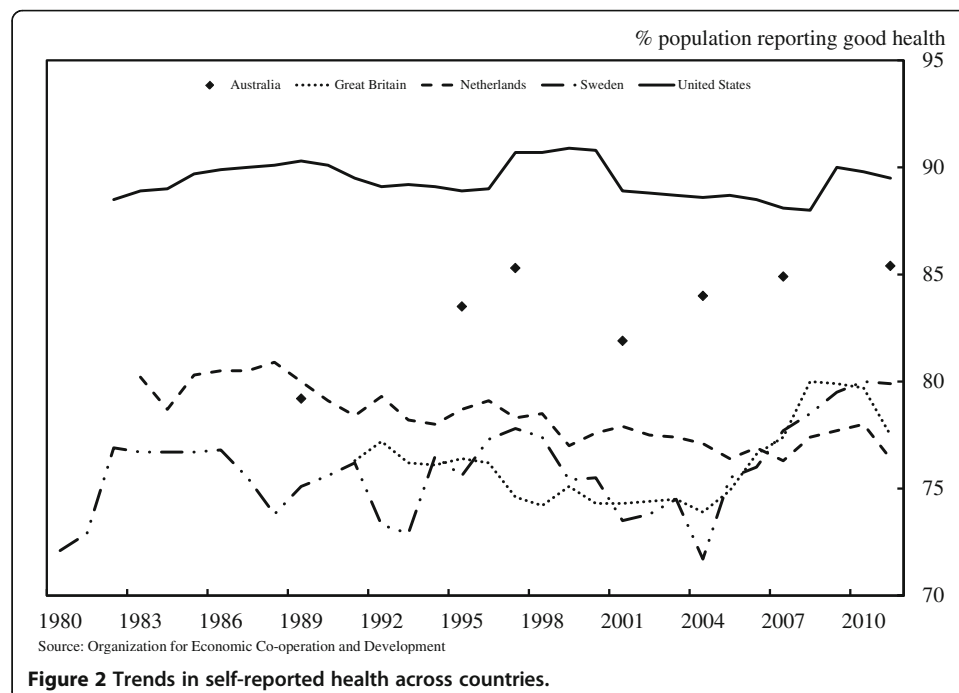 % population reporting good health
95
Australia Great Britain Netherlands Sweden United States
90
85
80
75
70
1980 1983 1986 1989 1992 1995 1998 2001 2004 2007 2010
Source: Organization for Economic Co-operation and Development
Figure 2 Trends in self-reported health across countries.